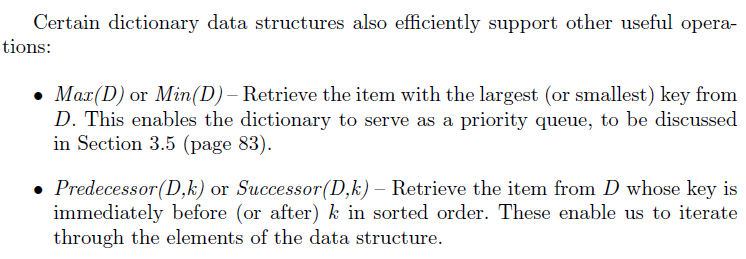 Certain dictionary data structures also efficiently support other useful opera-
tions:
• Max(D) or Min(D) – Retrieve the item with the largest (or smallest) key from
D. This enables the dictionary to serve as a priority queue, to be discussed
in Section 3.5 (page 83).
• Predecessor(D,k) or Successor(D,k) – Retrieve the item from D whose key is
immediately before (or after) k in sorted order. These enable us to iterate
through the elements of the data structure.